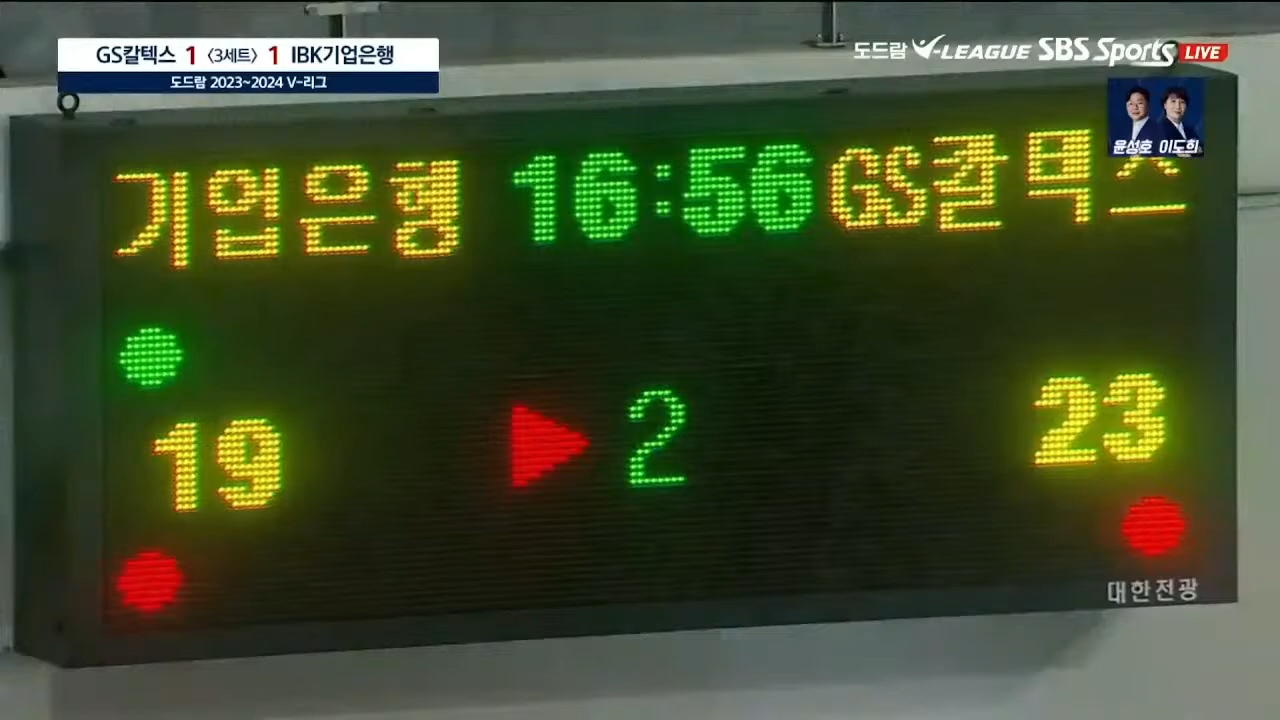 GS칼텍스 1 〈3세트〉 1 IBK기업은행
도드람 2023~2024 V-리그
도드람 V-LEAGUE SBS Sports LIVE
윤성호 이도희
기업은행 16:56 GS칼텍스
19 2 23
대한전광